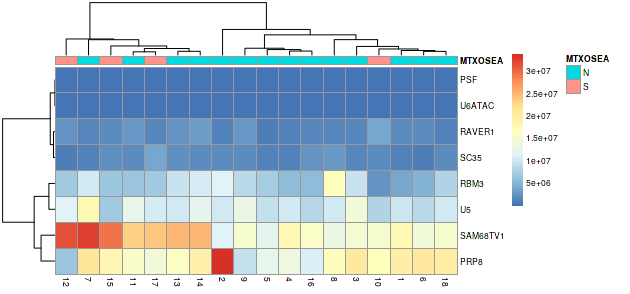 MTXOSEA
PSF
U6ATAC
RAVER1
SC35
RBM3
U5
SAM68TV1
PRP8
12 7 15 11 17 13 14 2 9 5 4 16 8 3 10 1 6 18
3e+07
2.5e+07
2e+07
1.5e+07
1e+07
5e+06
MTXOSEA
N
S